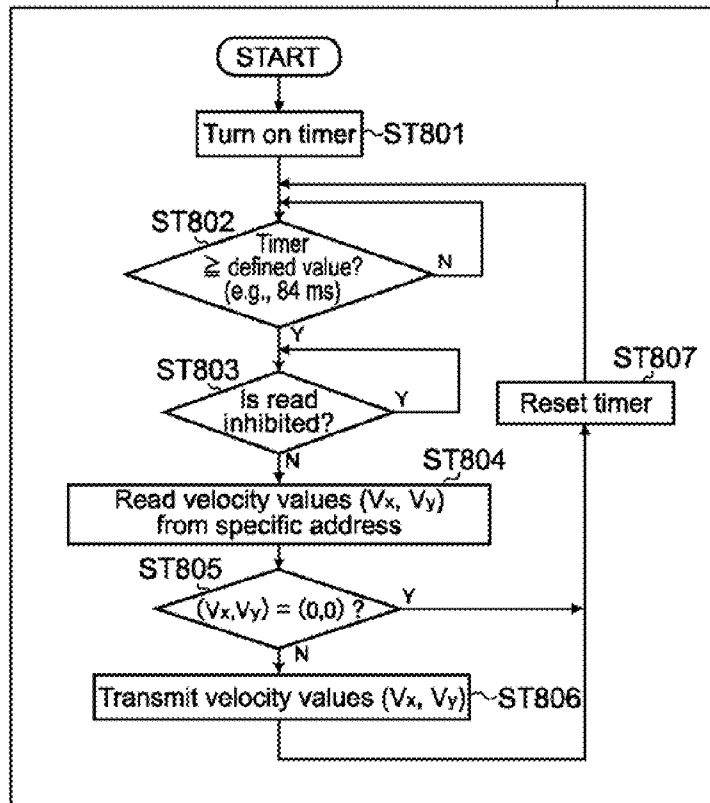 START
Turn on timer
ST801
ST802
Timer
≧ defined value?
(e.g., 84 ms)
N
Y
ST803
Is read
inhibited?
Y
N
ST807
Reset timer
ST804
Read velocity values (Vx, Vy)
from specific address
ST805
(Vx,Vy) = (0,0) ?
Y
N
Transmit velocity values (Vx, Vy)
ST806